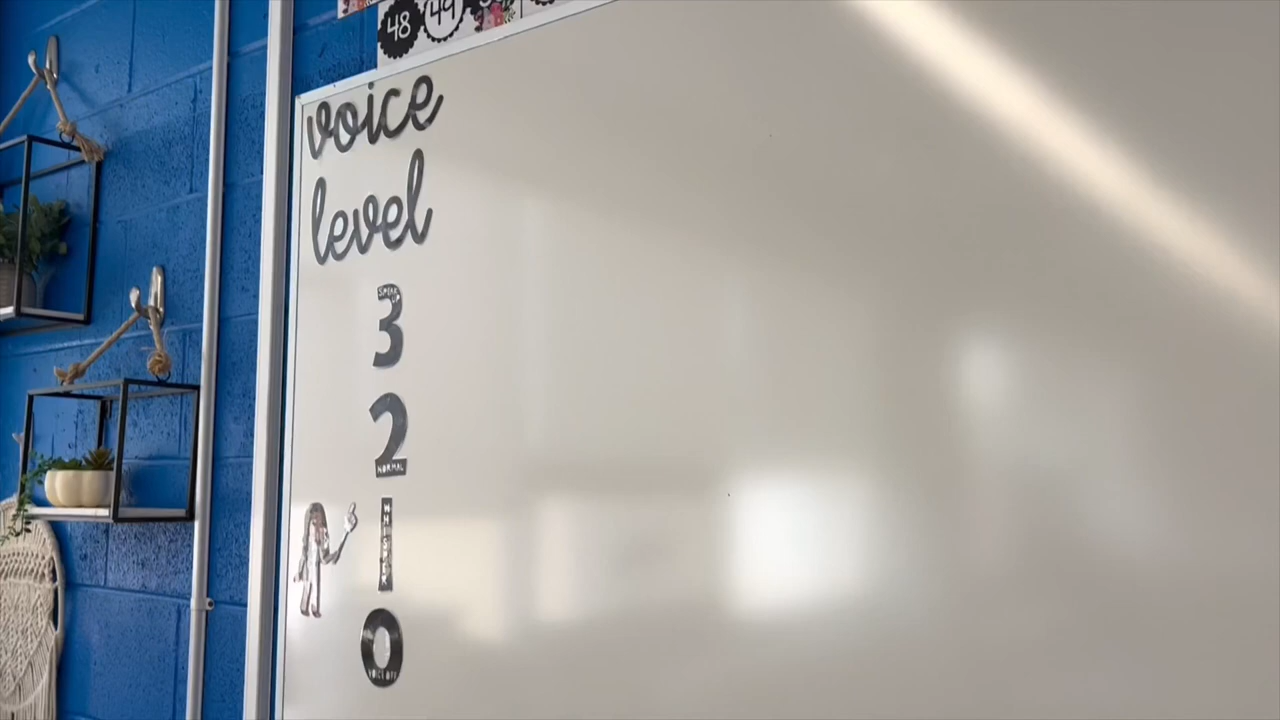 48 49
voice
level
SPEAK
UP
3
2
NORMAL
WHISPER
1
0
VOICE OFF